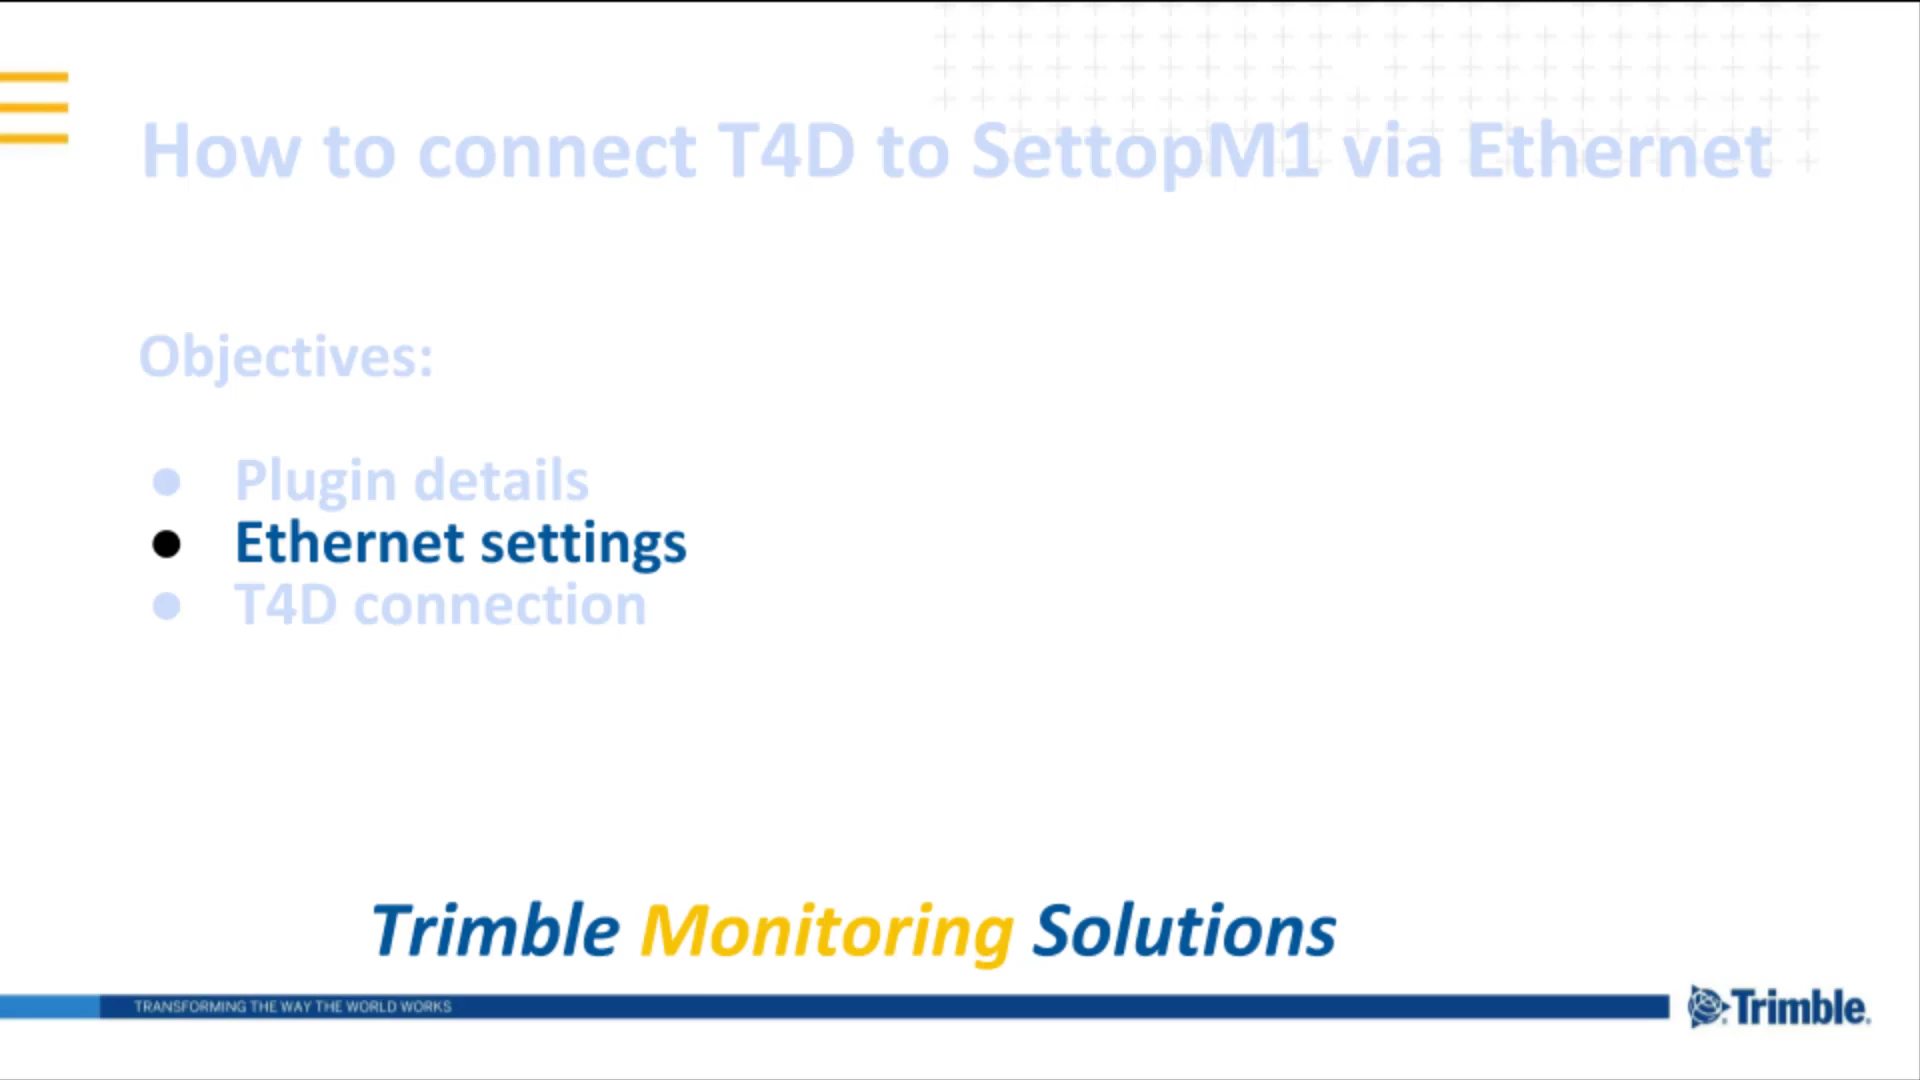 How to connect T4D to SettopM1 via Ethernet
Objectives:
● Plugin details
● Ethernet settings
● T4D connection
Trimble Monitoring Solutions
TRANSFORMING THE WAY THE WORLD WORKS
Trimble.